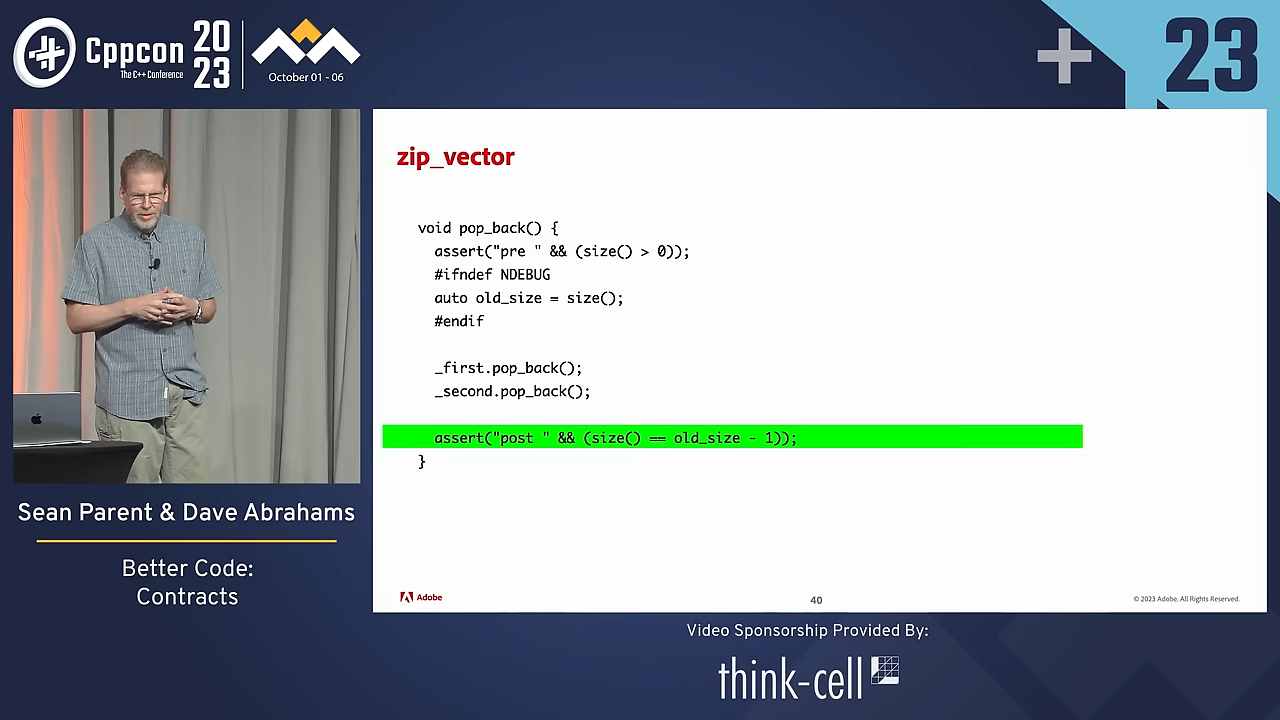 Cppcon
The C++ Conference
20
23
October 01 - 06
23
zip_vector
void pop_back() {
assert("pre " && (size() > 0));
#ifndef NDEBUG
auto old_size = size();
#endif
_first.pop_back();
_second.pop_back();
assert("post " && (size() == old_size - 1));
}
Adobe
40
© 2023 Adobe. All Rights Reserved.
Sean Parent & Dave Abrahams
Better Code:
Contracts
Video Sponsorship Provided By:
think-cell